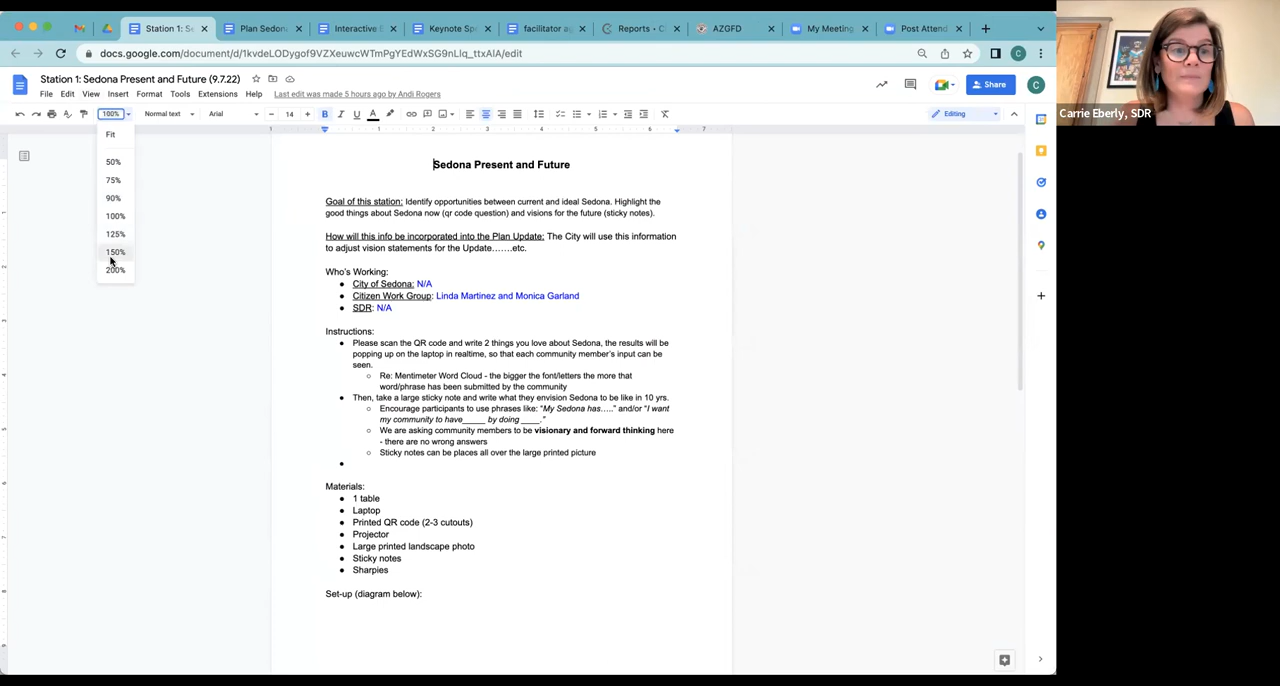 Station 1: Se
Plan Sedon
Interactive E
Keynote Sp
facilitator a
Reports •
AZGFD
My Meeting
Post Attend
docs.google.com/document/d/1kvdeLODygof9VZXeuwcWTmPgYEdWxSG9nLlq_ttxAlA/edit
C
Station 1: Sedona Present and Future (9.7.22)
File Edit View Insert Format Tools Extensions Help Last edit was made 5 hours ago by Andi Rogers
Share
C
100% Normal text Arial 14 B I U A Editing
Fit
50%
75%
90%
100%
125%
150%
200%
1 1 2 3 4 5 6 7
Sedona Present and Future
Goal of this station: Identify opportunities between current and ideal Sedona. Highlight the
good things about Sedona now (qr code question) and visions for the future (sticky notes).
How will this info be incorporated into the Plan Update: The City will use this information
to adjust vision statements for the Update…….etc.
Who's Working:
● City of Sedona: N/A
● Citizen Work Group: Linda Martinez and Monica Garland
● SDR: N/A
Instructions:
● Please scan the QR code and write 2 things you love about Sedona, the results will be
popping up on the laptop in realtime, so that each community member's input can be
seen.
○ Re: Mentimeter Word Cloud - the bigger the font/letters the more that
word/phrase has been submitted by the community
● Then, take a large sticky note and write what they envision Sedona to be like in 10 yrs.
○ Encourage participants to use phrases like: "My Sedona has….." and/or "I want
my community to have_____ by doing ____."
○ We are asking community members to be visionary and forward thinking here
- there are no wrong answers
○ Sticky notes can be places all over the large printed picture
●
Materials:
● 1 table
● Laptop
● Printed QR code (2-3 cutouts)
● Projector
● Large printed landscape photo
● Sticky notes
● Sharpies
Set-up (diagram below):
Carrie Eberly, SDR